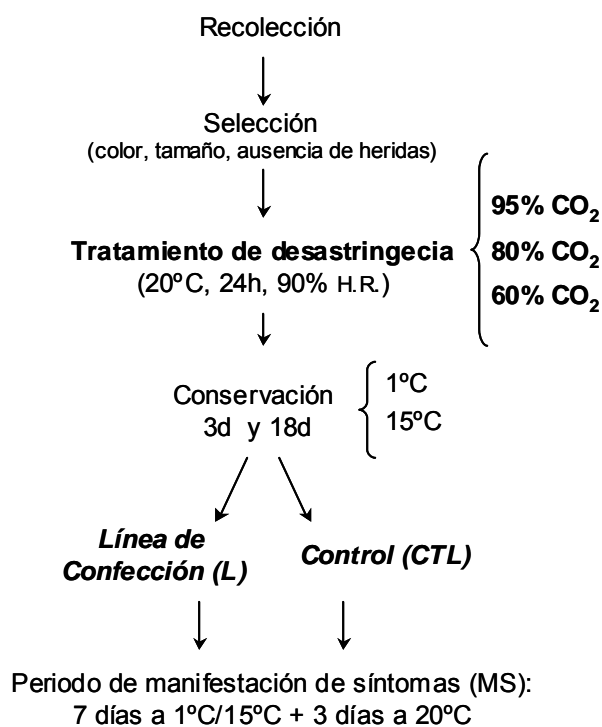 Recolección
Selección
(color, tamaño, ausencia de heridas)
Tratamiento de desastringecia
(20ºC, 24h, 90% H.R.)
95% CO₂
80% CO₂
60% CO₂
Conservación
3d y 18d
1ºC
15ºC
Línea de
Confección (L)
Control (CTL)
Periodo de manifestación de síntomas (MS):
7 días a 1ºC/15ºC + 3 días a 20ºC